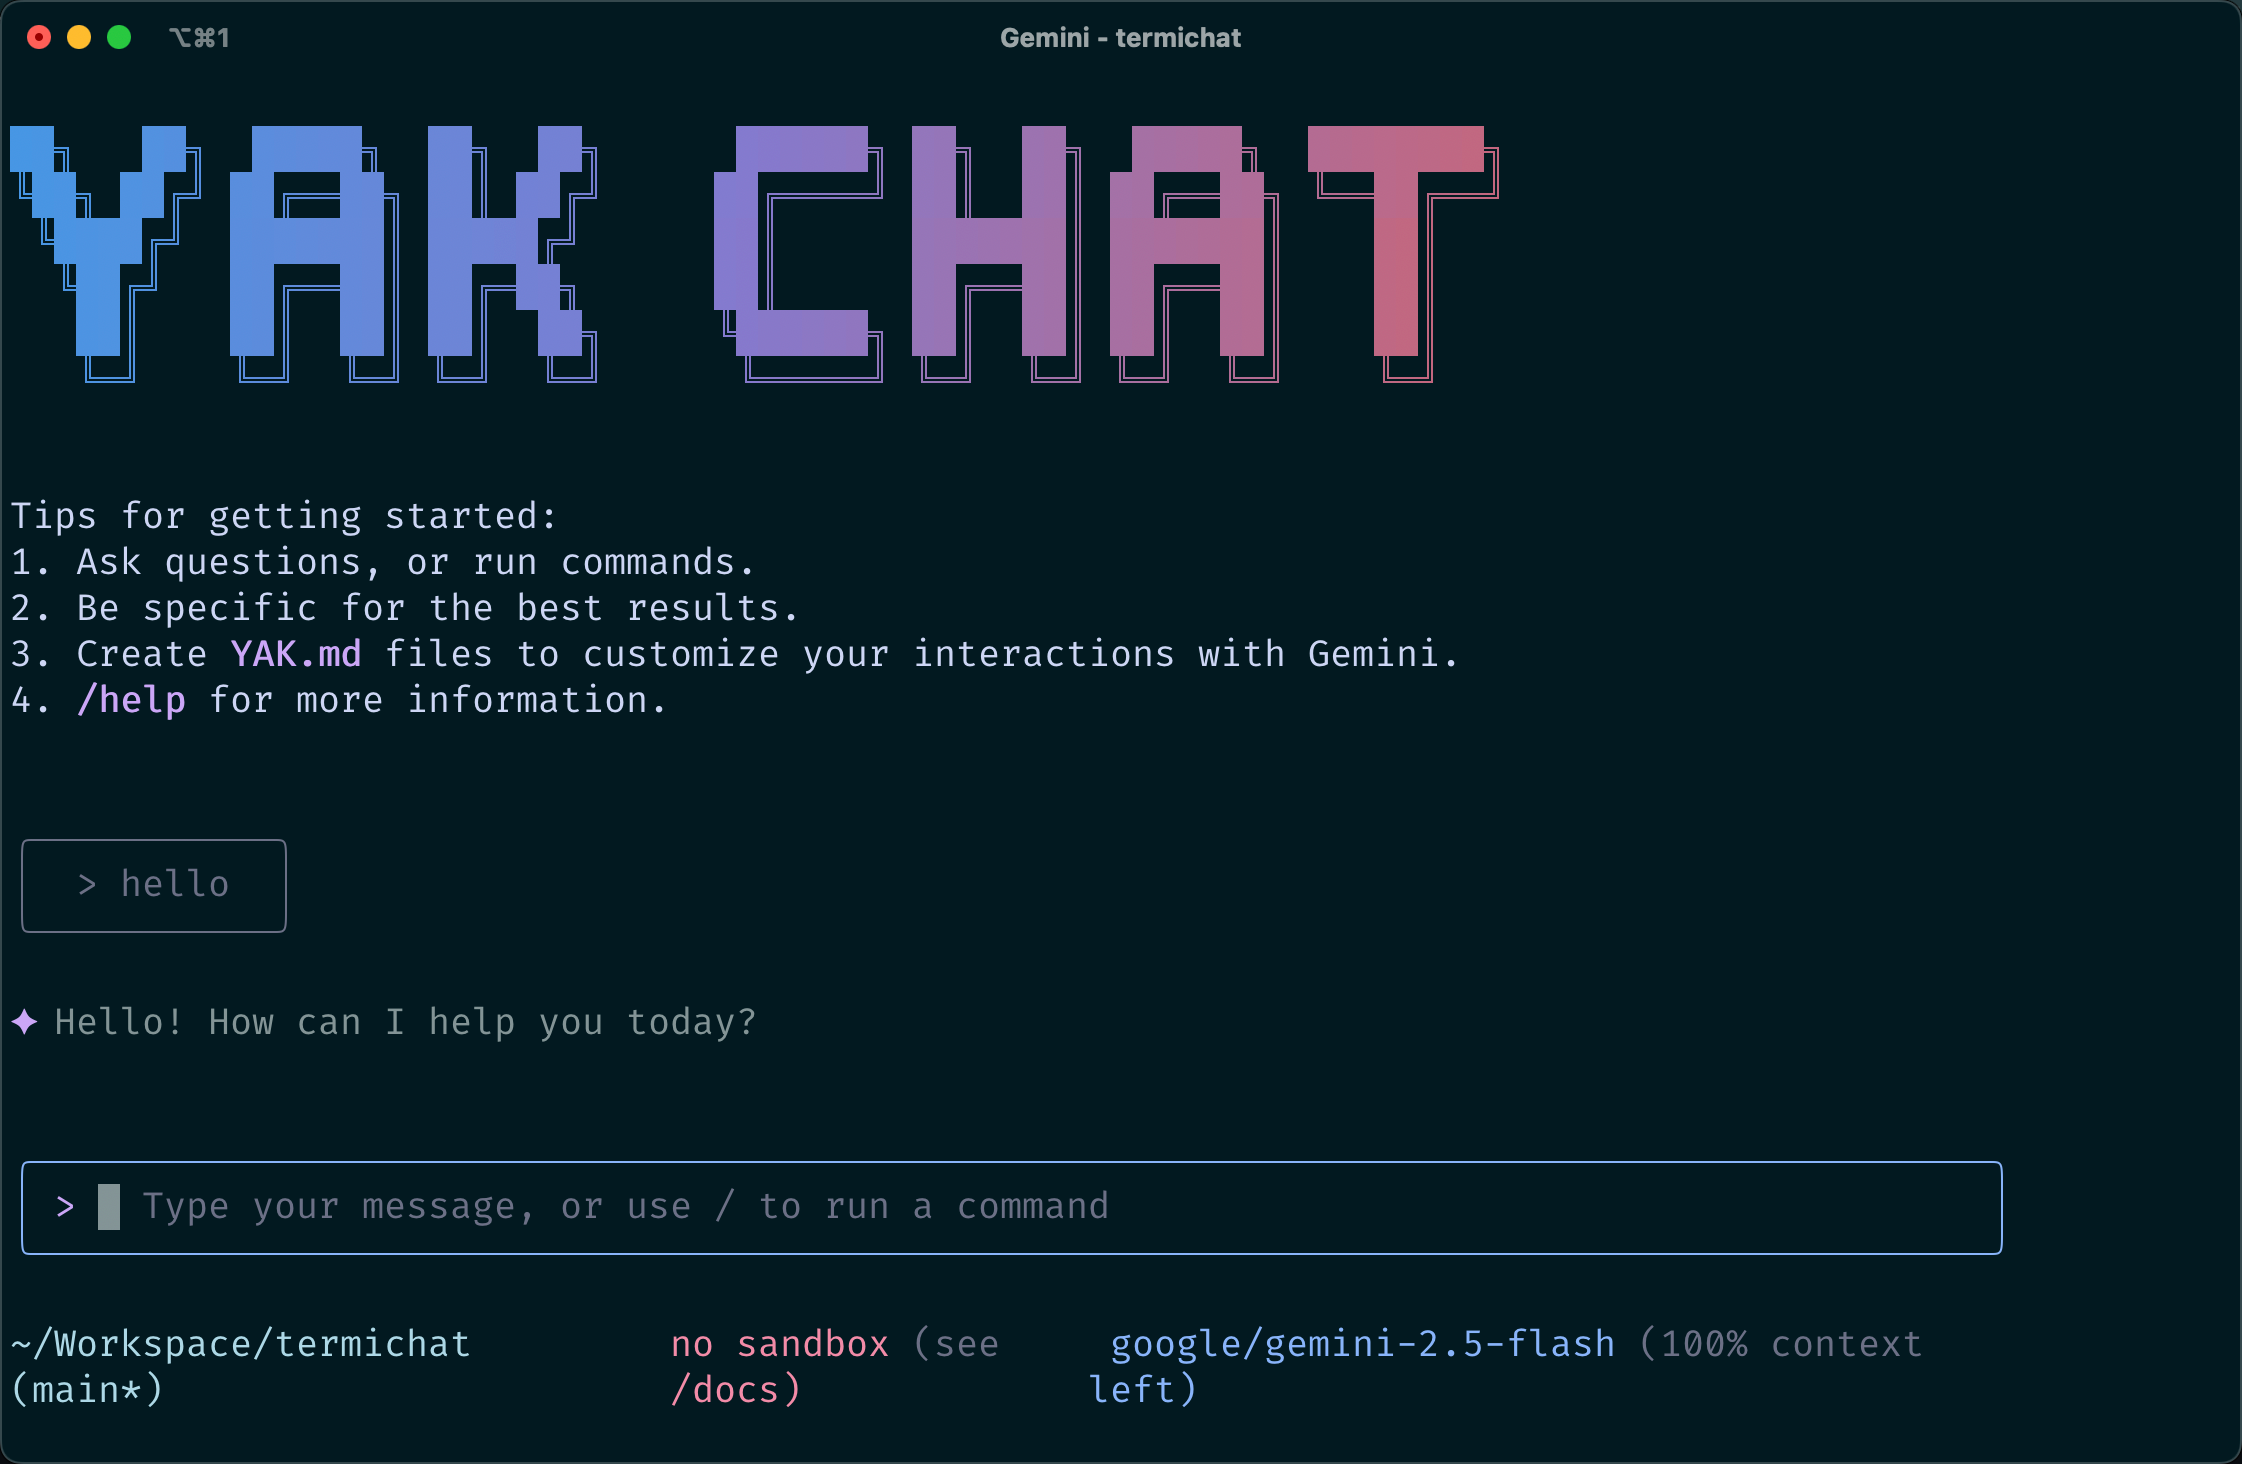 ⌥⌘1
Gemini - termichat
YAK CHAT
Tips for getting started:
1. Ask questions, or run commands.
2. Be specific for the best results.
3. Create YAK.md files to customize your interactions with Gemini.
4. /help for more information.
> hello
✦ Hello! How can I help you today?
> Type your message, or use / to run a command
~/Workspace/termichat
(main*)
no sandbox (see
/docs)
google/gemini-2.5-flash (100% context
left)